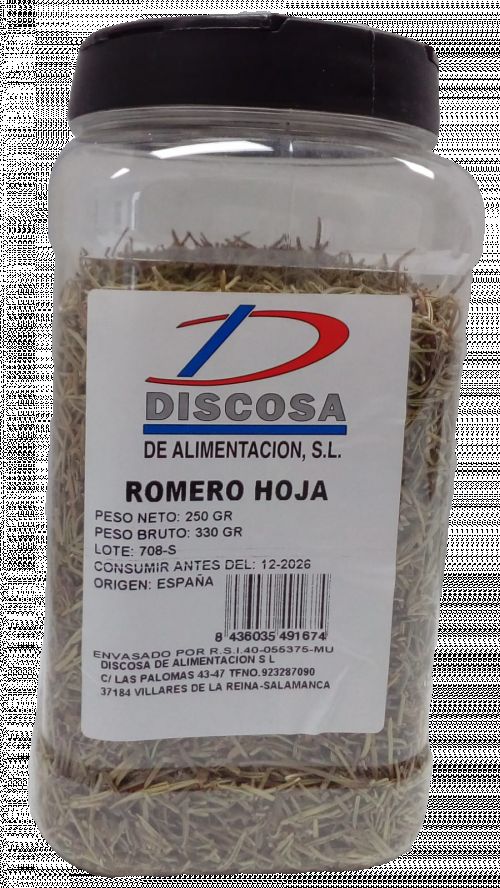 DISCOSA
DE ALIMENTACION, S.L.
ROMERO HOJA
PESO NETO: 250 GR
PESO BRUTO: 330 GR
LOTE: 708-S
CONSUMIR ANTES DEL: 12-2026
ORIGEN: ESPAÑA
8 436035 491674
ENVASADO POR R.S.I.40-055375-MU
DISCOSA DE ALIMENTACION S L
C/ LAS PALOMAS 43-47 TFNO.923287090
37184 VILLARES DE LA REINA-SALAMANCA